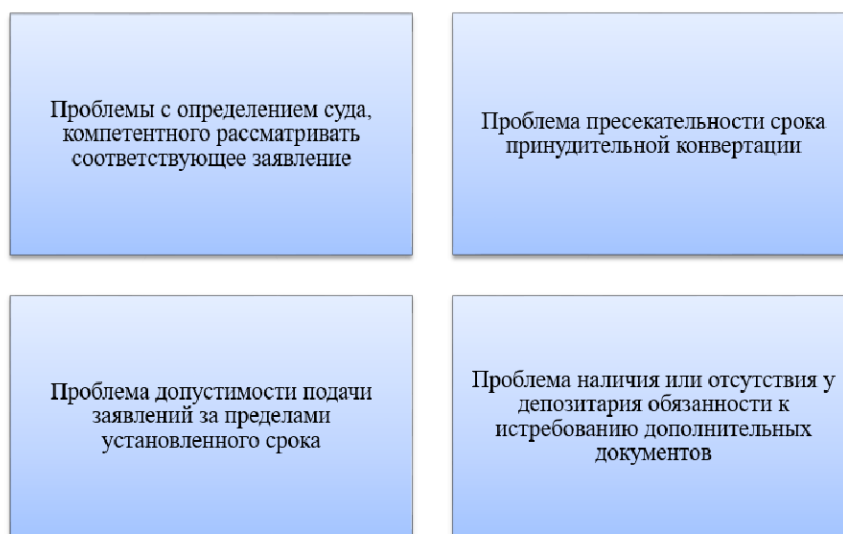 Проблемы с определением суда,
компетентного рассматривать
соответствующее заявление
Проблема пресекательности срока
принудительной конвертации
Проблема допустимости подачи
заявлений за пределами
установленного срока
Проблема наличия или отсутствия у
депозитария обязанности к
истребованию дополнительных
документов